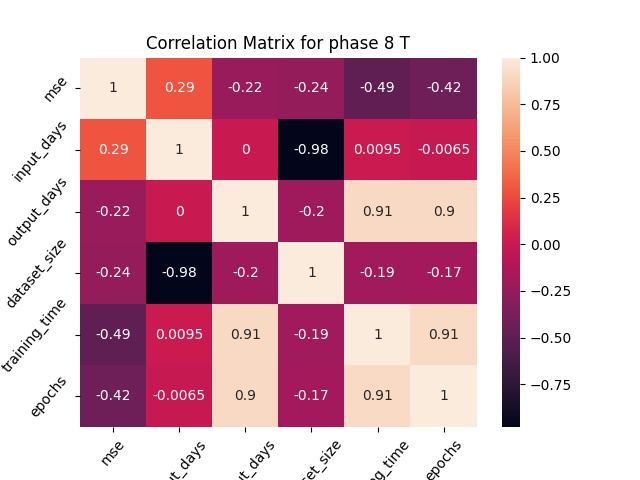 Correlation Matrix for phase 8 T
mse 1 0.29 -0.22 -0.24 -0.49 -0.42
input_days 0.29 1 0 -0.98 0.0095 -0.0065
output_days -0.22 0 1 -0.2 0.91 0.9
dataset_size -0.24 -0.98 -0.2 1 -0.19 -0.17
training_time -0.49 0.0095 0.91 -0.19 1 0.91
epochs -0.42 -0.0065 0.9 -0.17 0.91 1
mse ut_days ut_days set_size ng_time epochs
1.00
0.75
0.50
0.25
0.00
−0.25
−0.50
−0.75